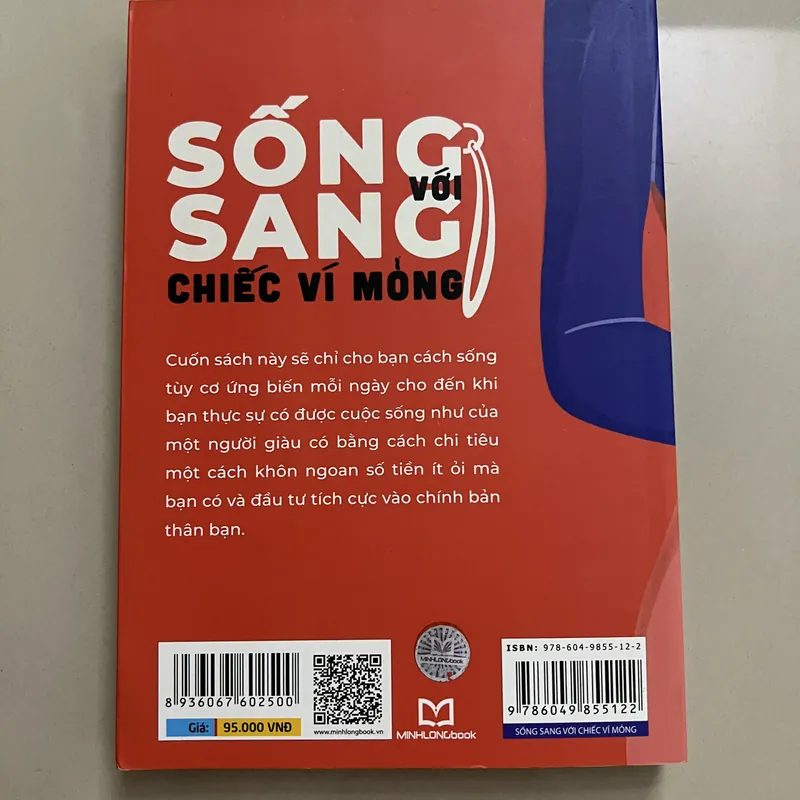 SỐNG
VỚI
SANG
CHIẾC VÍ MỎNG
Cuốn sách này sẽ chỉ cho bạn cách sống
tùy cơ ứng biến mỗi ngày cho đến khi
bạn thực sự có được cuộc sống như của
một người giàu có bằng cách chi tiêu
một cách khôn ngoan số tiền ít ỏi mà
bạn có và đầu tư tích cực vào chính bản
thân bạn.
8 936067 602500
Giá: 95.000 VNĐ
www.minhlongbook.vn
MINHLONGbook
MINHLONGbook
ISBN: 978-604-9855-12-2
9 786049 855122
SỐNG SANG VỚI CHIẾC VÍ MỎNG